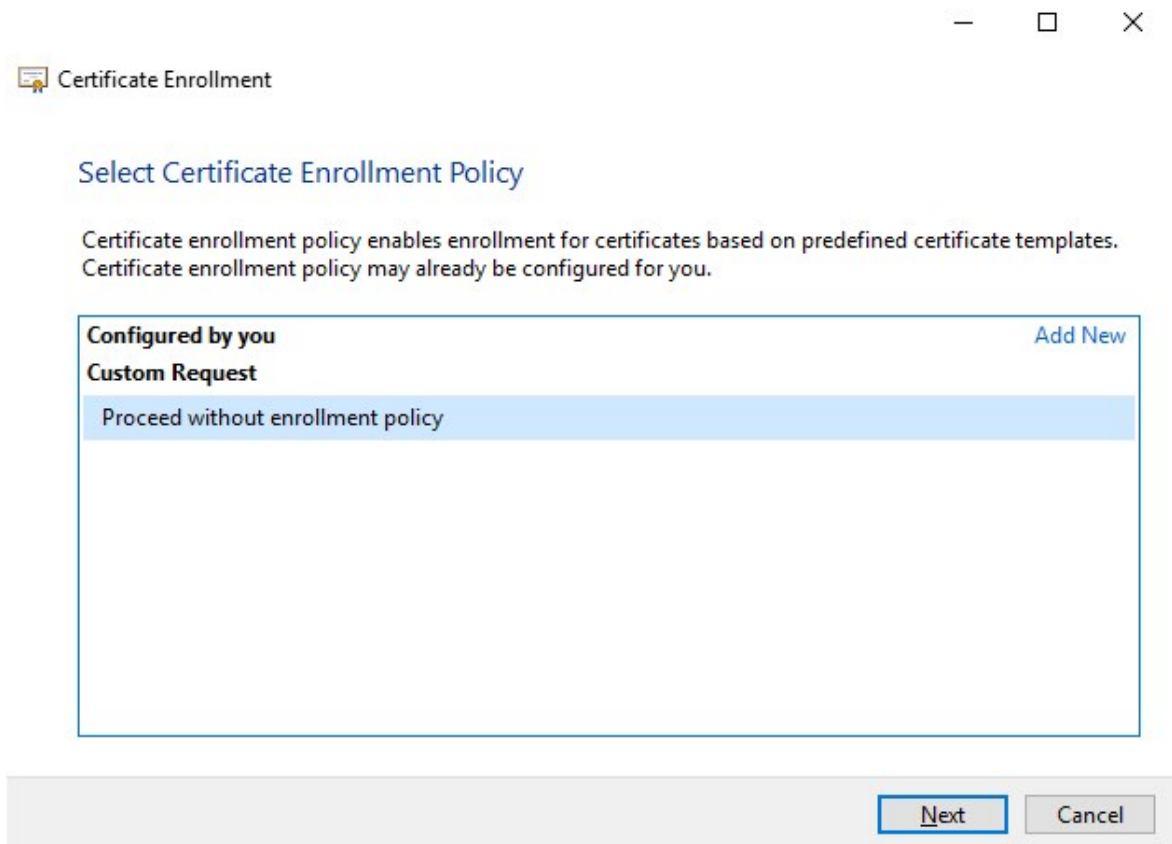 Certificate Enrollment
Select Certificate Enrollment Policy
Certificate enrollment policy enables enrollment for certificates based on predefined certificate templates.
Certificate enrollment policy may already be configured for you.
Configured by you Add New
Custom Request
Proceed without enrollment policy
Next Cancel